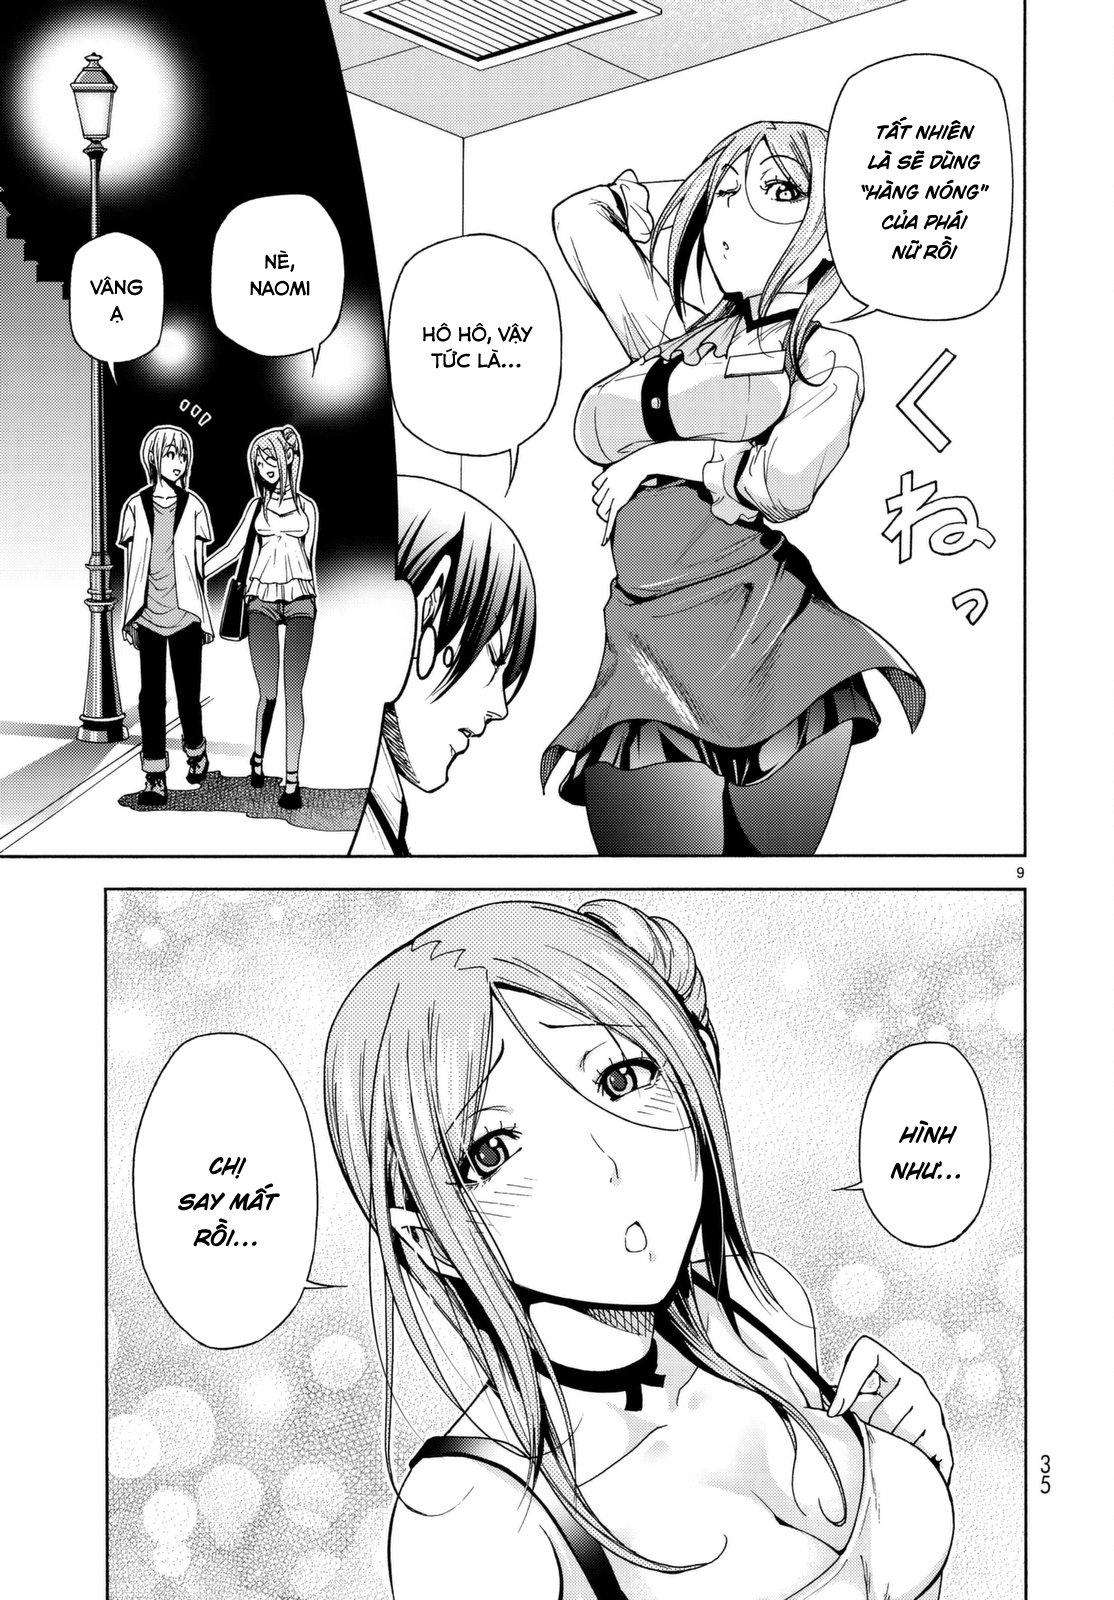 TẤT NHIÊN
LÀ SẼ DÙNG
"HÀNG NÓNG"
CỦA PHÁI
NỮ RỒI
くねっ
HÔ HÔ, VẬY
TỨC LÀ...
NÈ,
NAOMI
VÂNG
Ạ
9
HÌNH
NHƯ...
CHỊ
SAY MẤT
RỒI...
35